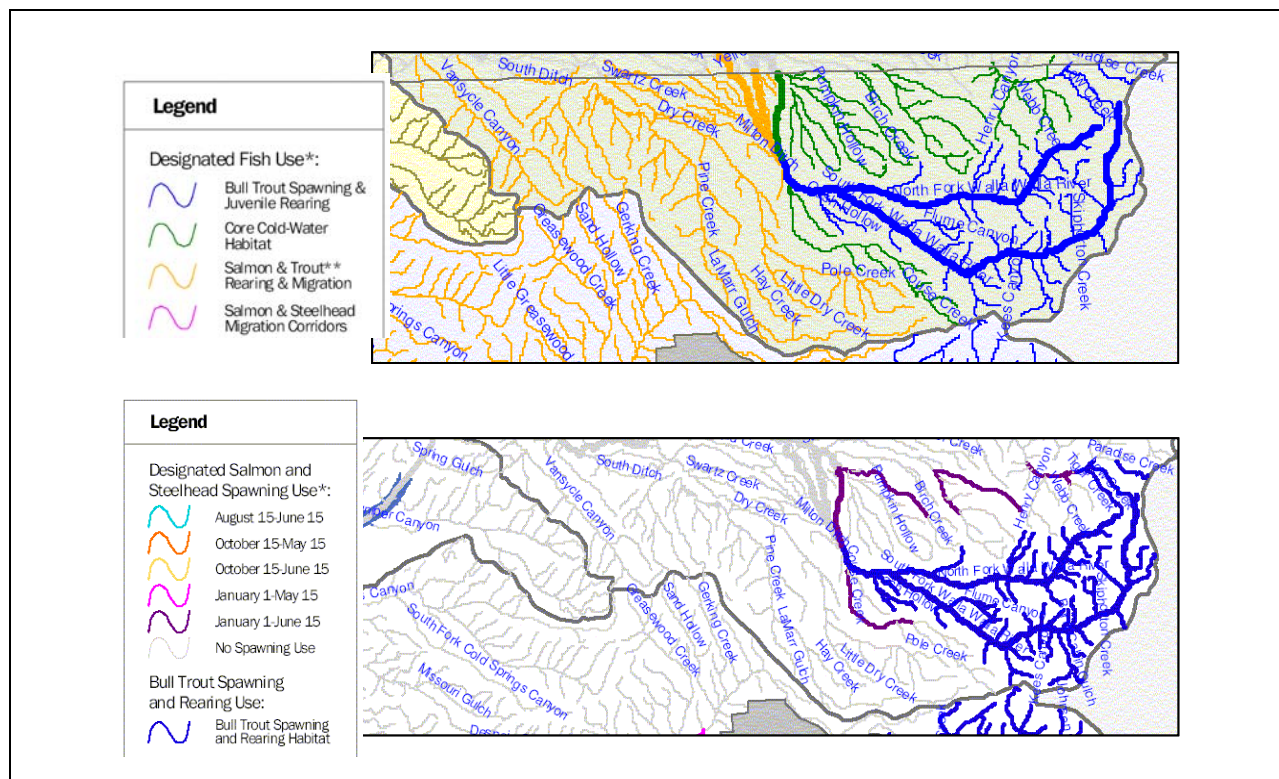 Legend
Designated Fish Use*:
Bull Trout Spawning &
Juvenile Rearing
Core Cold-Water
Habitat
Salmon & Trout**
Rearing & Migration
Salmon & Steelhead
Migration Corridors
Vansycle Canyon
South Ditch
Swartz Creek
Dry Creek
Milton
Pumpkin Hollow
Birch Creek
Henry Canyon
Webb Creek
Paradise Creek
Pine Creek
North Fork Walla Walla River
South Fork Walla Walla River
Flume Canyon
Greasewood Creek
Sand Hollow
Gerking Creek
LaMarr Gulch
Hay Creek
Pole Creek
Little Dry Creek
Couse Creek
Little Greasewood
Canyon
Legend
Designated Salmon and
Steelhead Spawning Use*:
August 15-June 15
October 15-May 15
October 15-June 15
January 1-May 15
January 1-June 15
No Spawning Use
Bull Trout Spawning
and Rearing Use:
Bull Trout Spawning
and Rearing Habitat
Spring Gulch
Vansycle Canyon
South Ditch
Swartz Creek
Dry Creek
Pumpkin Hollow
Birch Creek
Henry Canyon
Webb Creek
Paradise Creek
Canyon
Pine Creek
North Fork Walla Walla River
Flume Canyon
Canyon
South Fork Cold Springs Canyon
Missouri Gulch
Greasewood Creek
Sand Hollow
Gerking Creek
LaMarr Gulch
Hay Creek
Little Dry Creek
Pole Creek